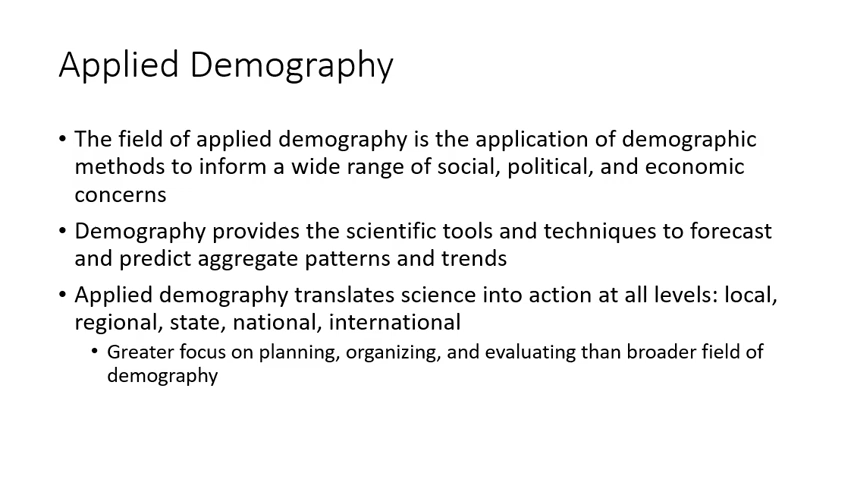 Applied Demography
• The field of applied demography is the application of demographic
methods to inform a wide range of social, political, and economic
concerns
• Demography provides the scientific tools and techniques to forecast
and predict aggregate patterns and trends
• Applied demography translates science into action at all levels: local,
regional, state, national, international
• Greater focus on planning, organizing, and evaluating than broader field of
demography